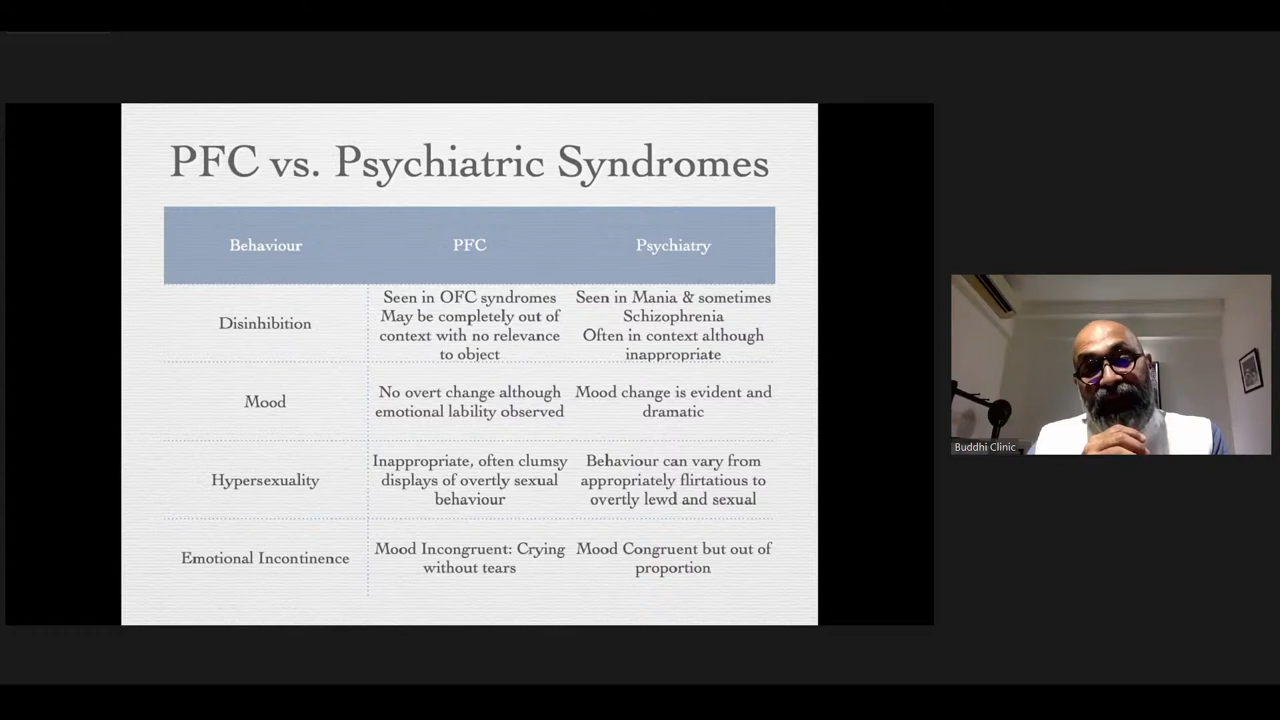 PFC vs. Psychiatric Syndromes
Behaviour
PFC
Psychiatry
Disinhibition
Seen in OFC syndromes
May be completely out of
context with no relevance
to object
Seen in Mania & sometimes
Schizophrenia
Often in context although
inappropriate
Mood
No overt change although
emotional lability observed
Mood change is evident and
dramatic
Hypersexuality
Inappropriate, often clumsy
displays of overtly sexual
behaviour
Behaviour can vary from
appropriately flirtatious to
overtly lewd and sexual
Emotional Incontinence
Mood Incongruent: Crying
without tears
Mood Congruent but out of
proportion
Buddhi Clinic